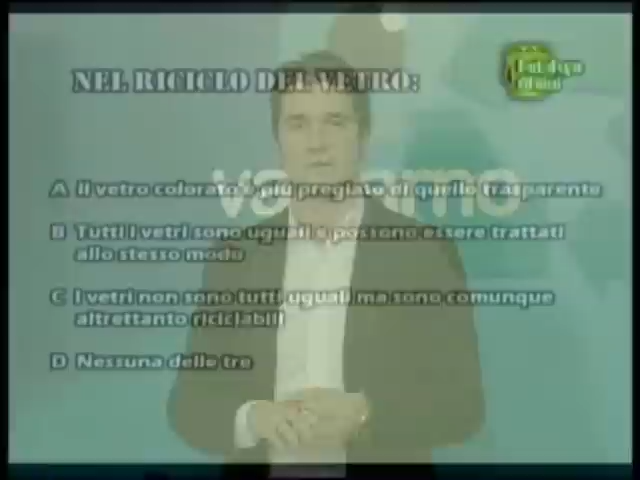 NEL RICICLO DEL VETRO:
A Il vetro colorato è più pregiato di quello trasparente
B Tutti i vetri sono uguali e possono essere trattati
allo stesso modo
C I vetri non sono tutti uguali ma sono comunque
altrettanto riciclabili
D Nessuna delle tre